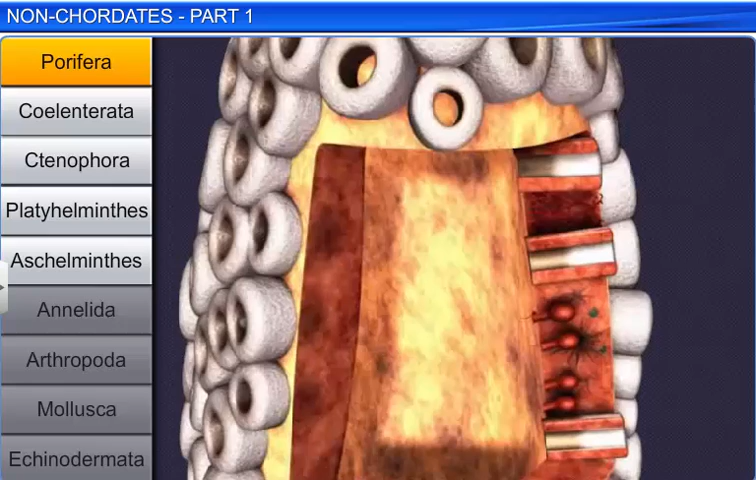 NON-CHORDATES - PART 1
Porifera
Coelenterata
Ctenophora
Platyhelminthes
Aschelminthes
Annelida
Arthropoda
Mollusca
Echinodermata